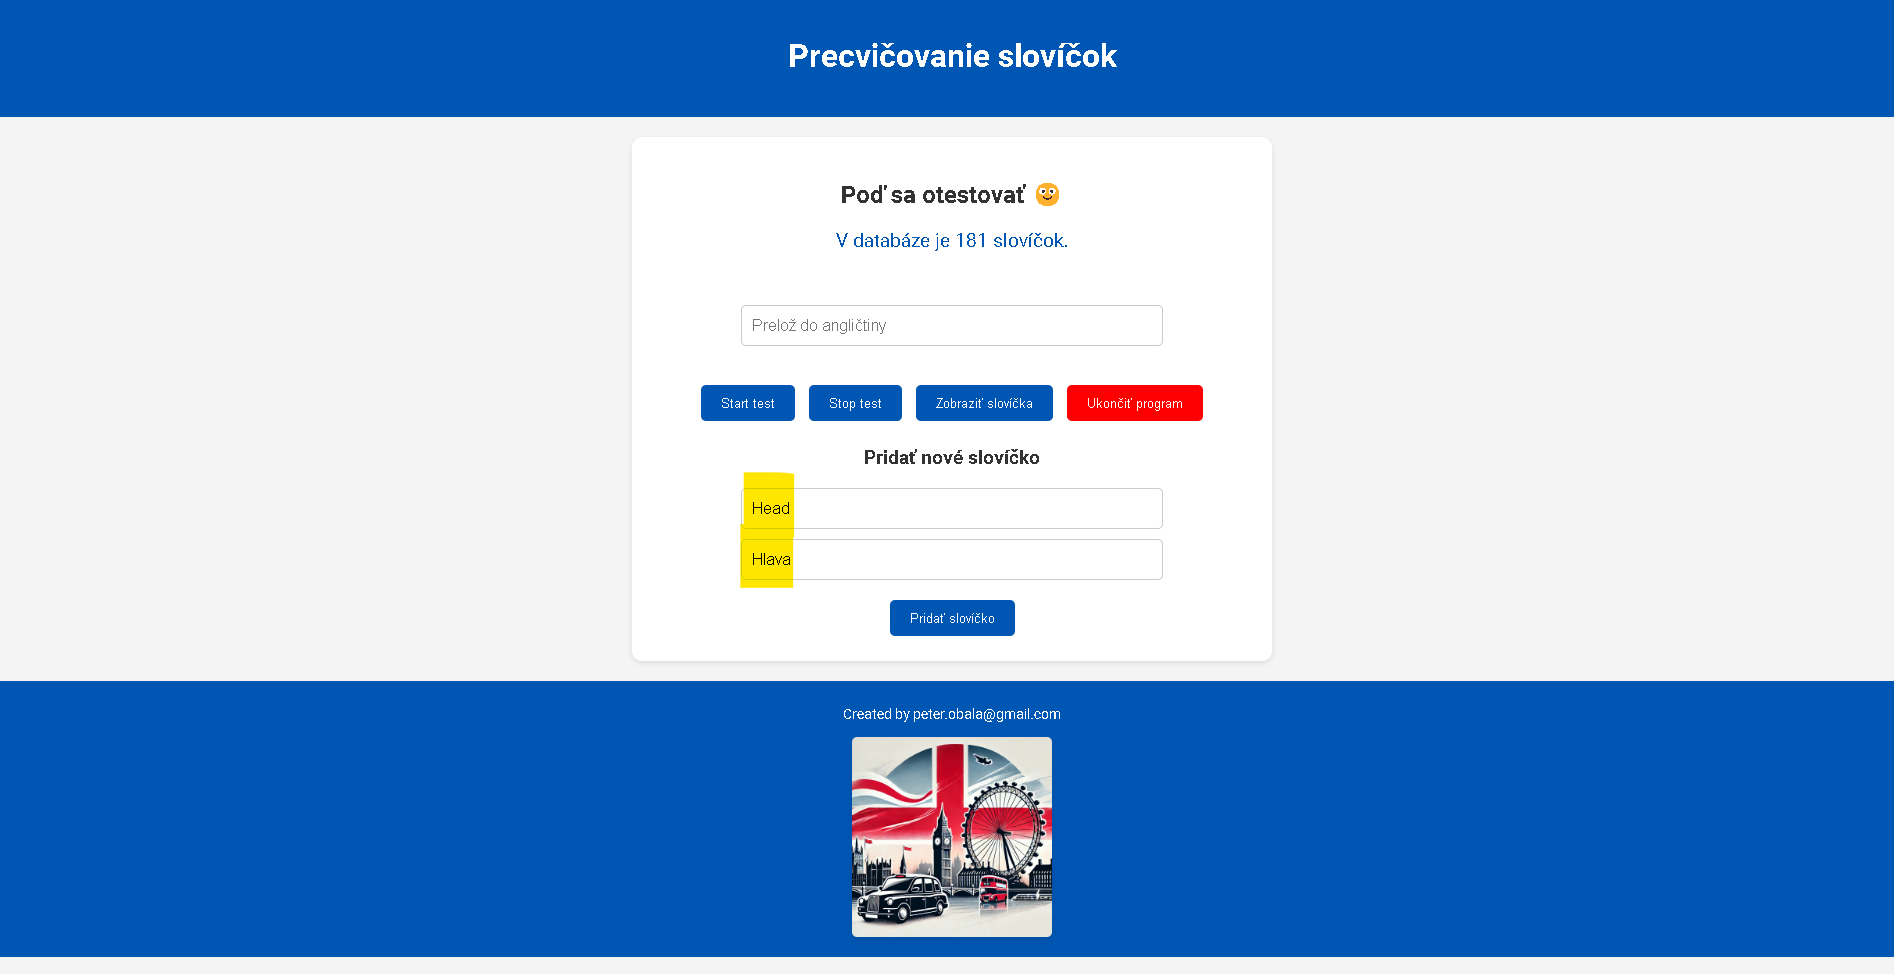 Precvičovanie slovíčok
Poď sa otestovať
V databáze je 181 slovíčok.
Prelož do angličtiny
Start test Stop test Zobraziť slovíčka Ukončiť program
Pridať nové slovíčko
Head
Hlava
Pridať slovíčko
Created by peter.obala@gmail.com